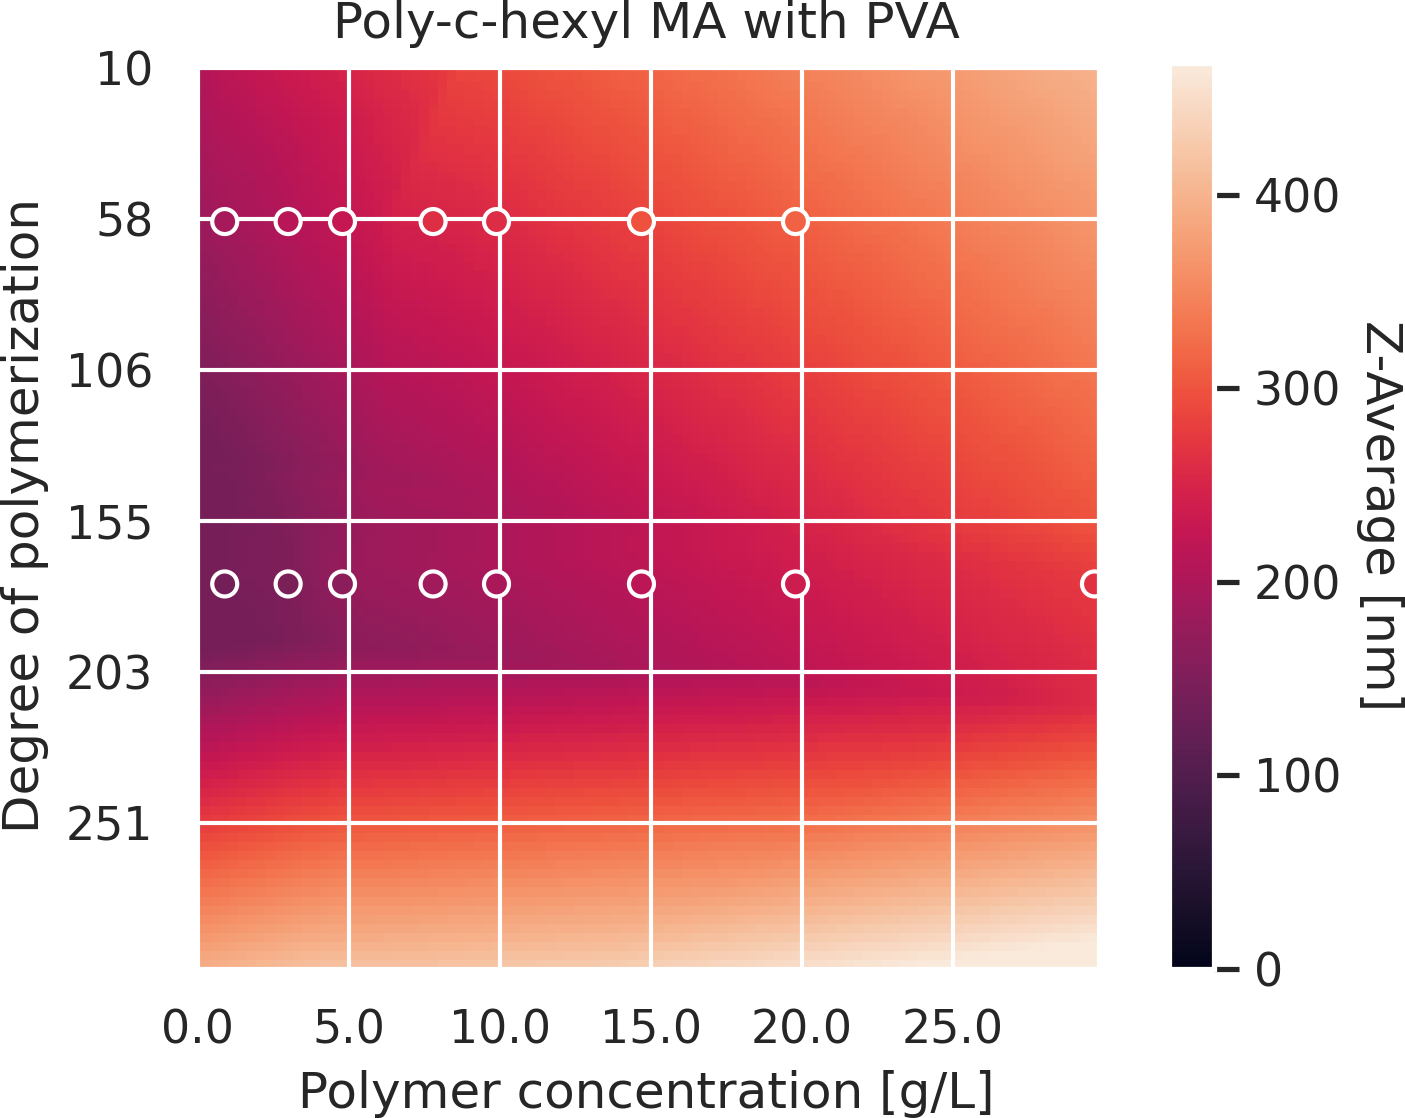 Poly-c-hexyl MA with PVA
10
58
106
155
203
251
Degree of polymerization
0.0 5.0 10.0 15.0 20.0 25.0
Polymer concentration [g/L]
400
300
200
100
0
Z-Average [nm]